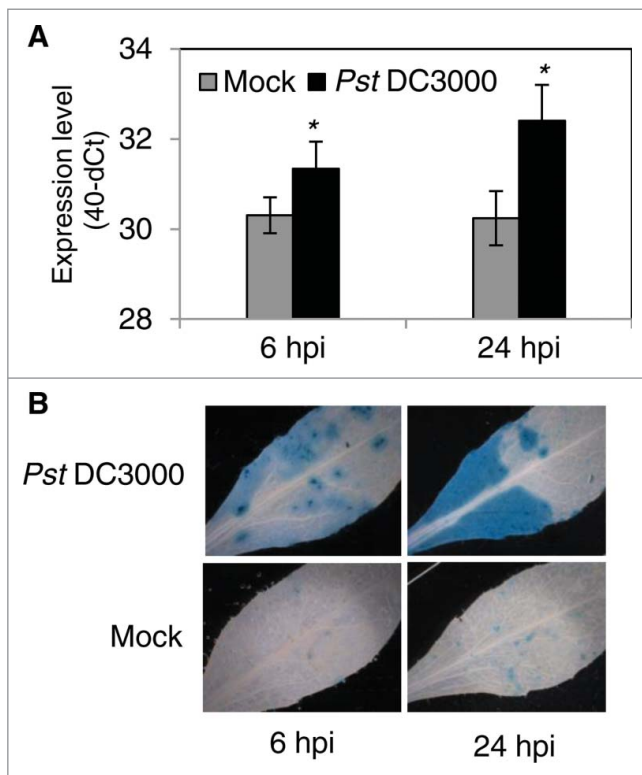 A
34
Mock Pst DC3000
*
*
32
Expression level
(40-dCt)
30
28
6 hpi
24 hpi
B
Pst DC3000
Mock
6 hpi
24 hpi